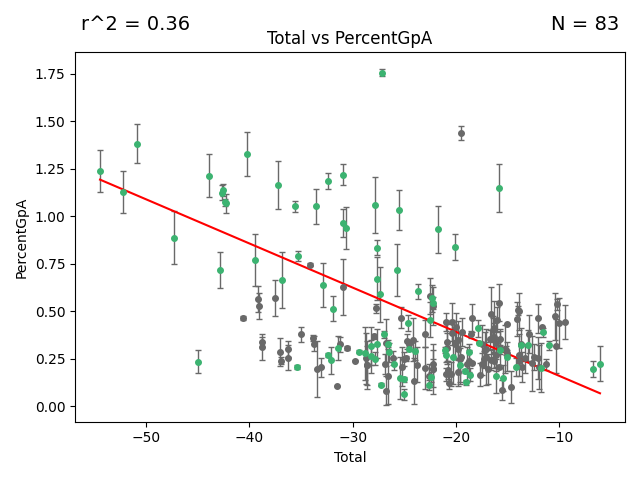 r^2 = 0.36
N = 83
Total vs PercentGpA
PercentGpA
1.75
1.50
1.25
1.00
0.75
0.50
0.25
0.00
−50
−40
−30
−20
−10
Total